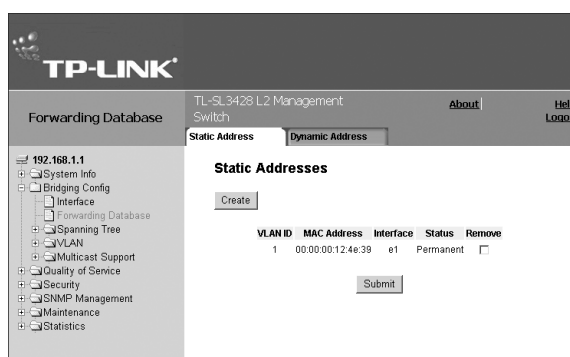 TP-LINK
Forwarding Database
TL-SL3428 L2 Management
Switch
About
Hel
Logo
Static Address
Dynamic Address
192.168.1.1
System Info
Bridging Config
Interface
Forwarding Database
Spanning Tree
VLAN
Multicast Support
Quality of Service
Security
SNMP Management
Maintenance
Statistics
Static Addresses
Create
VLAN ID MAC Address Interface Status Remove
1 00:00:00:12:4e:39 e1 Permanent
Submit